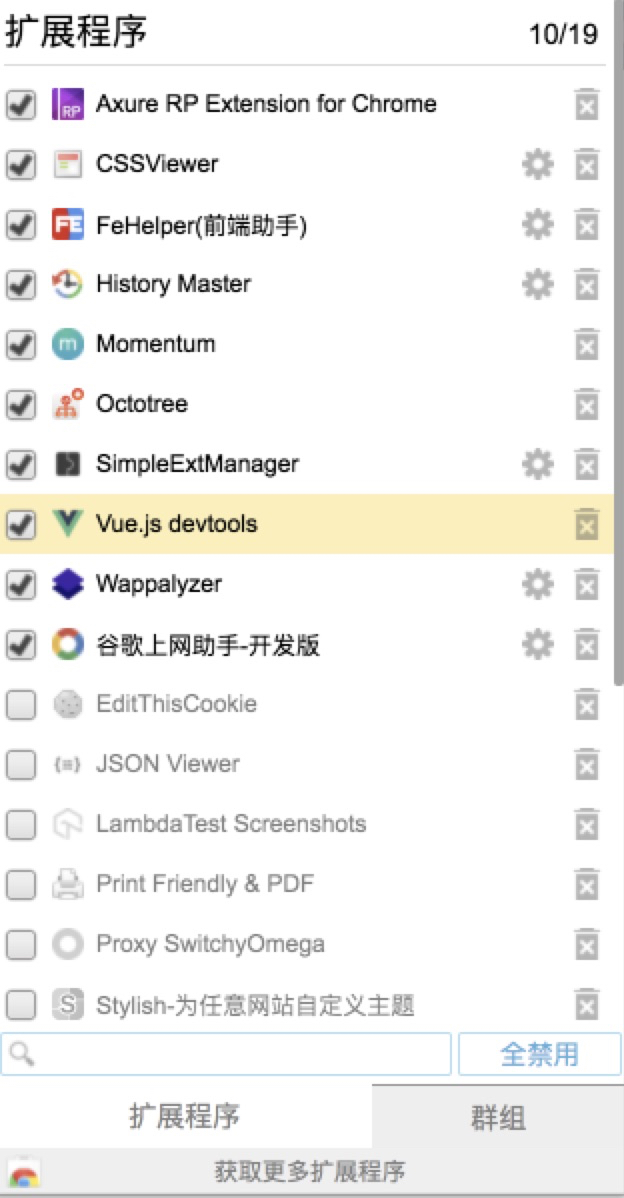 扩展程序 10/19
Axure RP Extension for Chrome
CSSViewer
FeHelper(前端助手)
History Master
Momentum
Octotree
SimpleExtManager
Vue.js devtools
Wappalyzer
谷歌上网助手-开发版
EditThisCookie
JSON Viewer
LambdaTest Screenshots
Print Friendly & PDF
Proxy SwitchyOmega
Stylish-为任意网站自定义主题
全禁用
扩展程序 群组
获取更多扩展程序